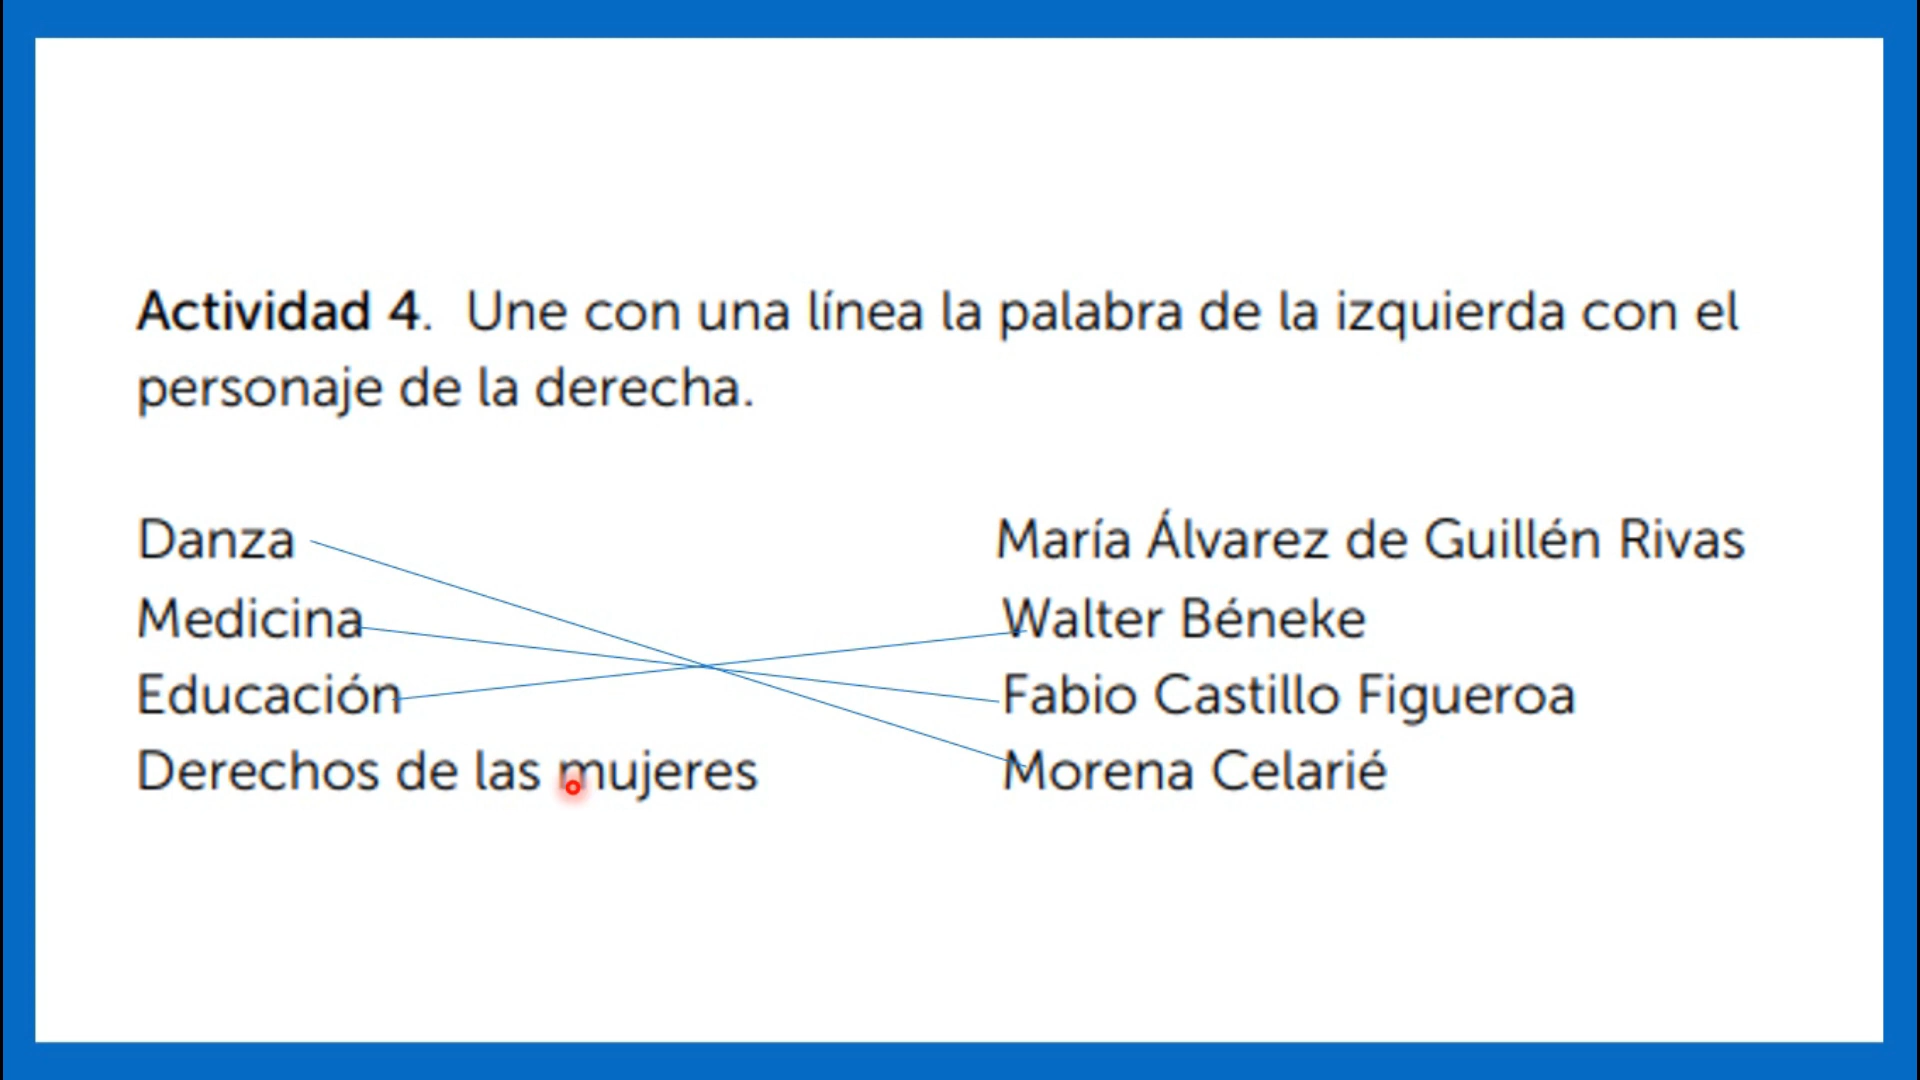 Actividad 4.  Une con una línea la palabra de la izquierda con el
personaje de la derecha.
Danza María Álvarez de Guillén Rivas
Medicina Walter Béneke
Educación Fabio Castillo Figueroa
Derechos de las mujeres Morena Celarié